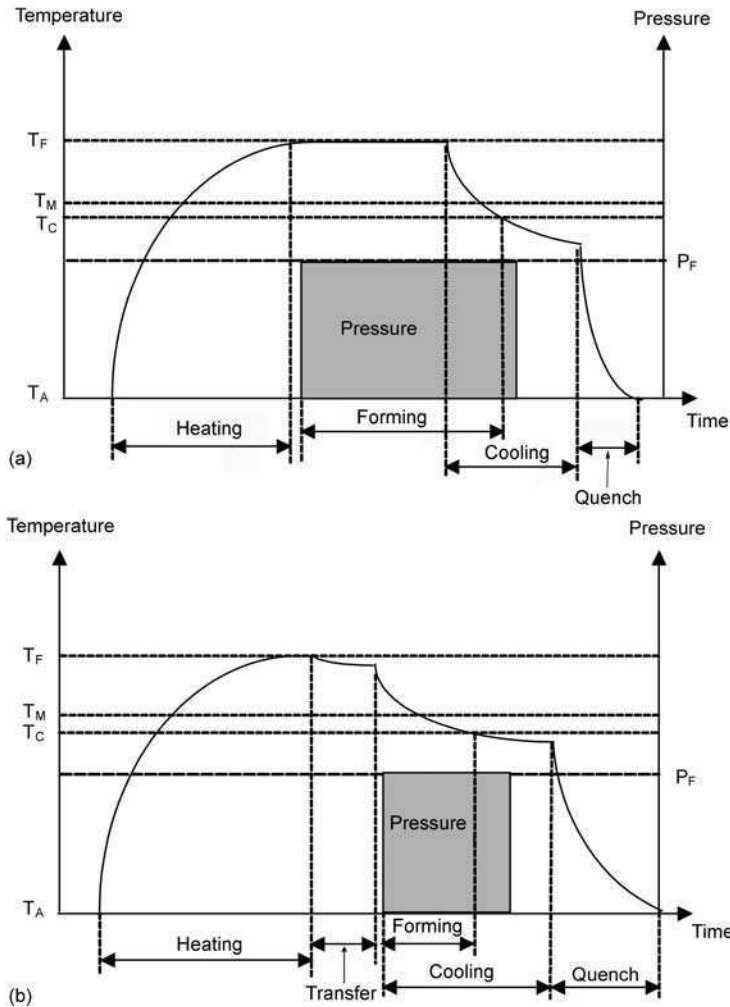 Temperature
Pressure
T_F
T_M
T_C
P_F
Pressure
T_A
Time
Heating
Forming
Cooling
(a)
Quench
Temperature
Pressure
T_F
T_M
T_C
P_F
Pressure
T_A
Time
Forming
Heating
Cooling
Quench
Transfer
(b)